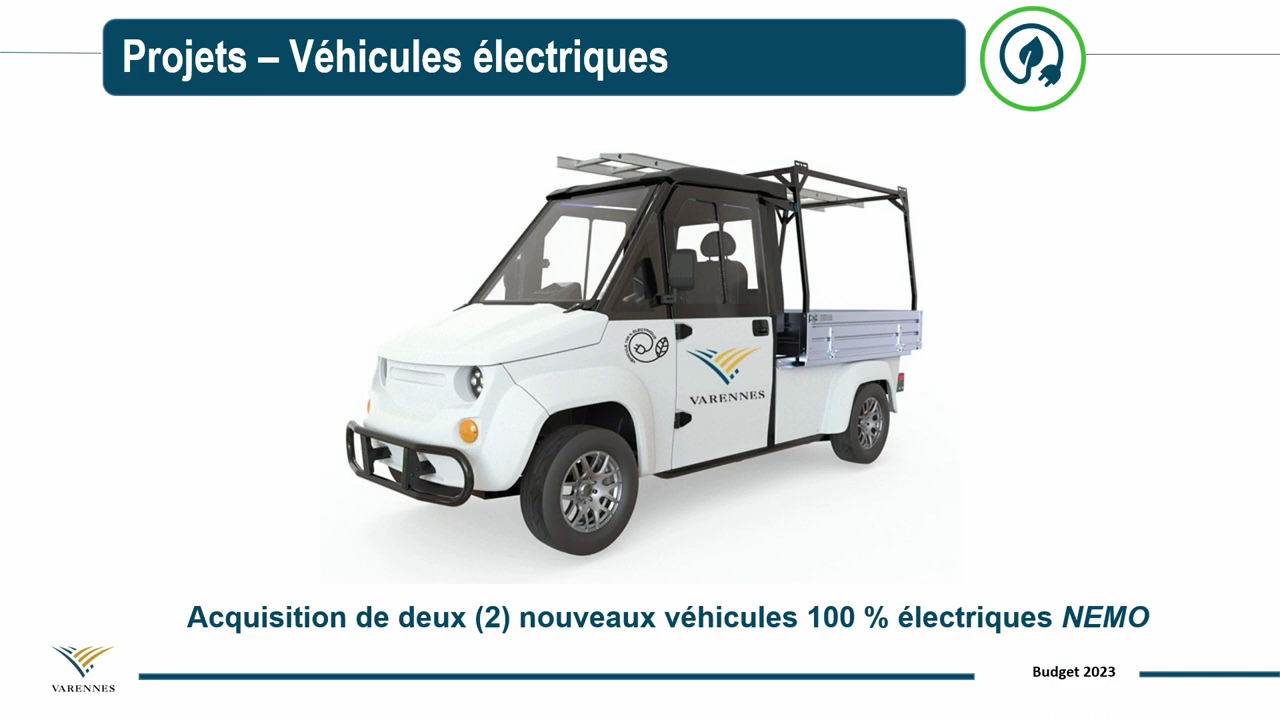 Projets – Véhicules électriques
VARENNES
Acquisition de deux (2) nouveaux véhicules 100 % électriques NEMO
VARENNES
Budget 2023